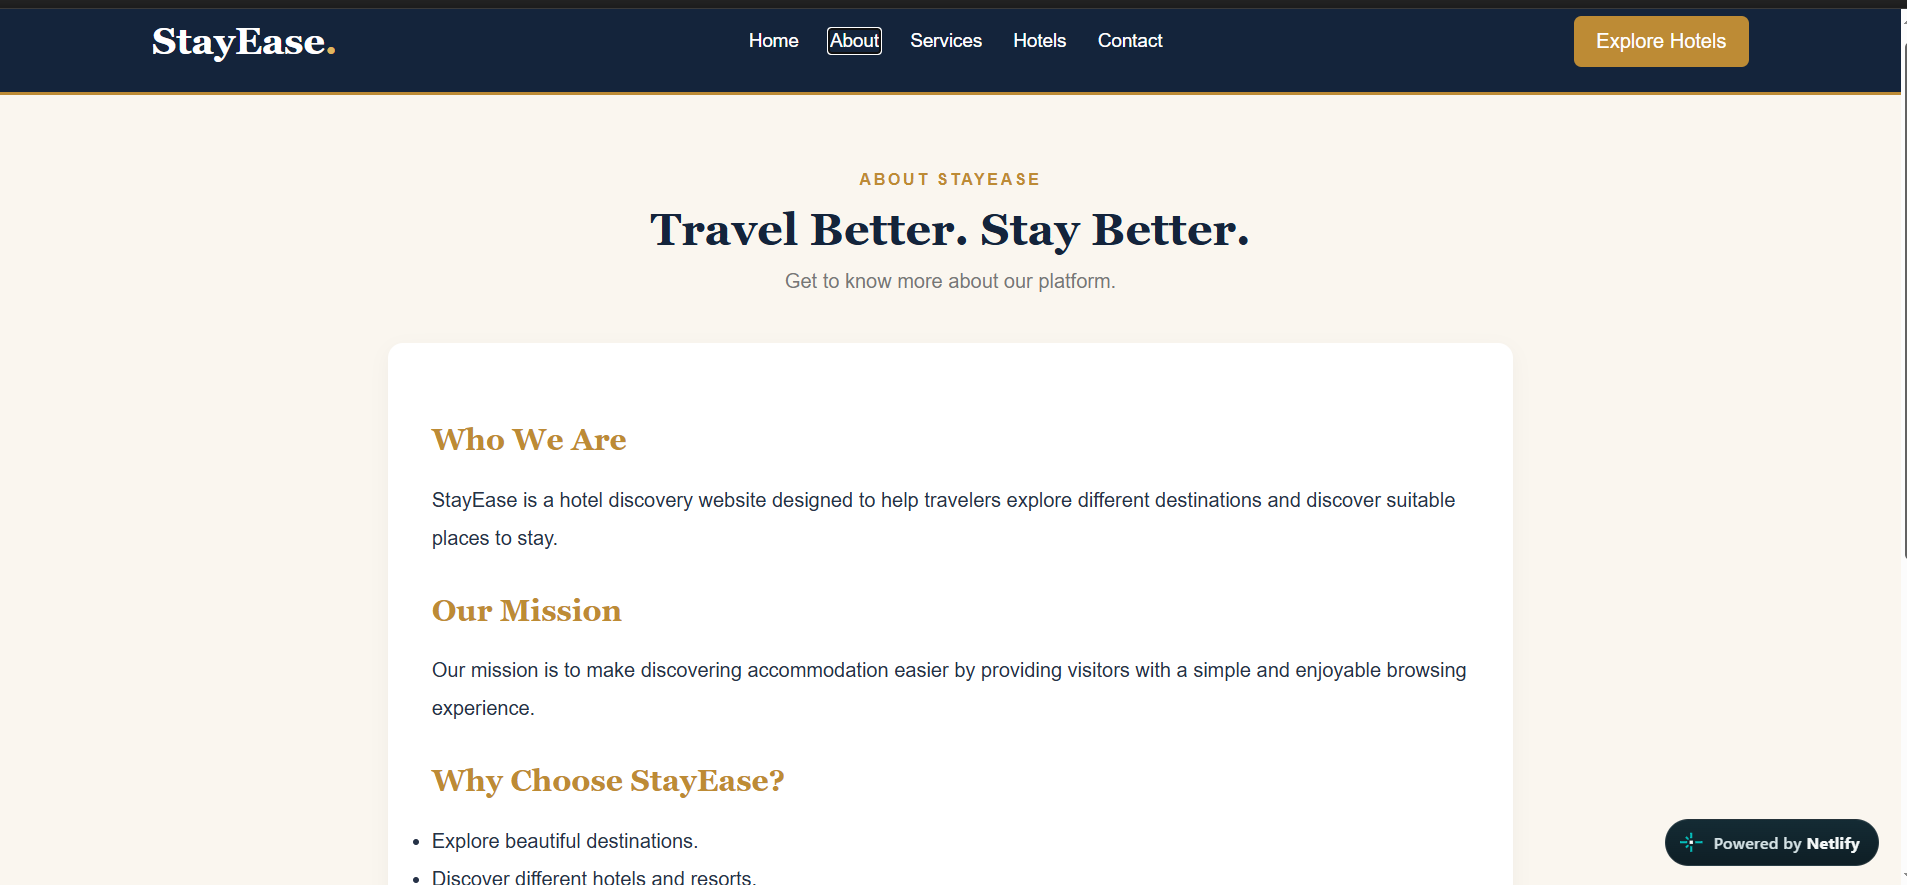 StayEase.
Home About Services Hotels Contact
Explore Hotels
ABOUT STAYEASE
Travel Better. Stay Better.
Get to know more about our platform.
Who We Are
StayEase is a hotel discovery website designed to help travelers explore different destinations and discover suitable
places to stay.
Our Mission
Our mission is to make discovering accommodation easier by providing visitors with a simple and enjoyable browsing
experience.
Why Choose StayEase?
• Explore beautiful destinations.
• Discover different hotels and resorts.
Powered by Netlify